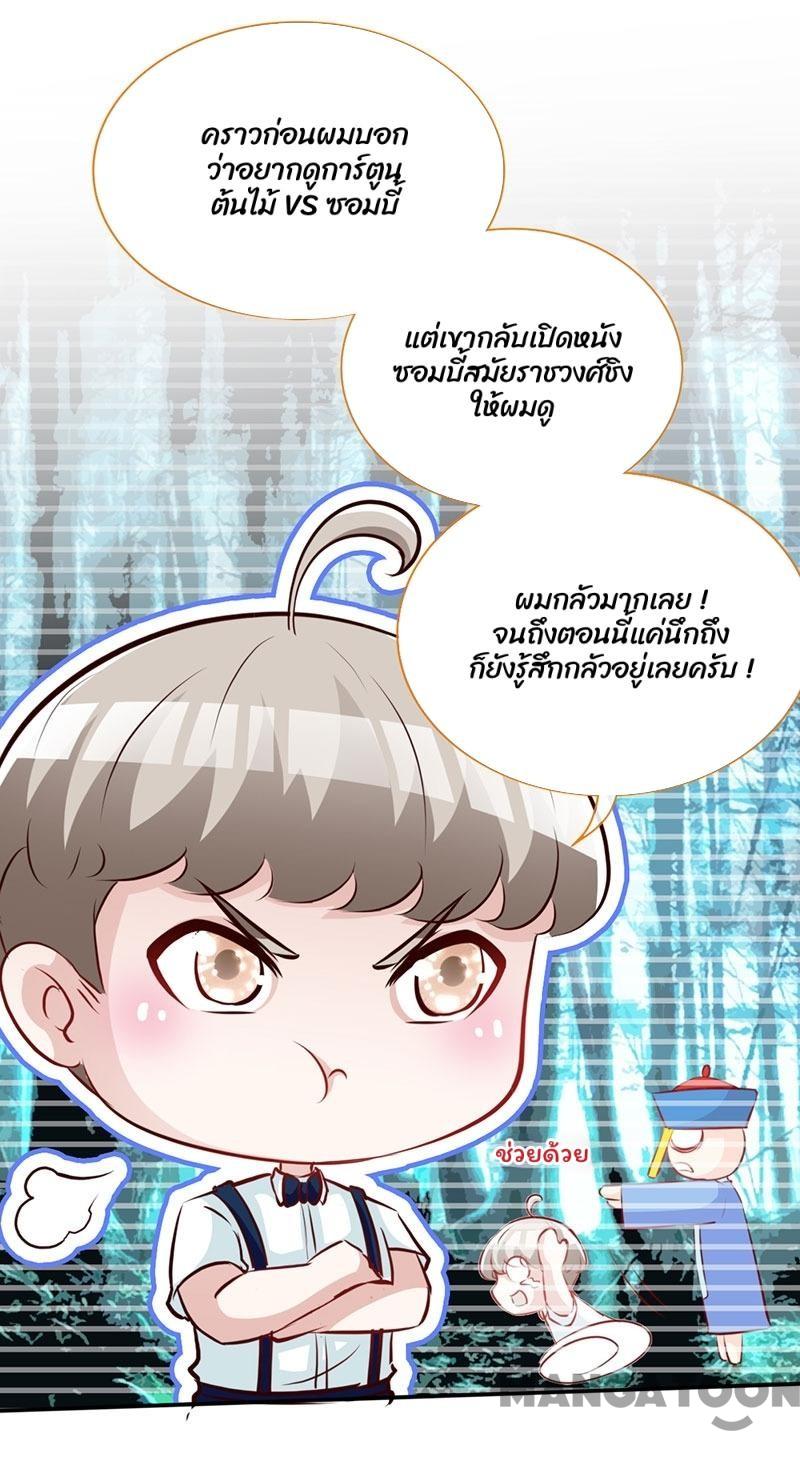 คราวก่อนผมบอก
ว่าอยากดูการ์ตูน
ต้นไม้ VS ซอมบี้
แต่เขากลับเปิดหนัง
ซอมบี้สมัยราชวงศ์ชิง
ให้ผมดู
ผมกลัวมากเลย !
จนถึงตอนนี้แค่นึกถึง
ก็ยังรู้สึกกลัวอยู่เลยครับ !
ช่วยด้วย
MANGATOON